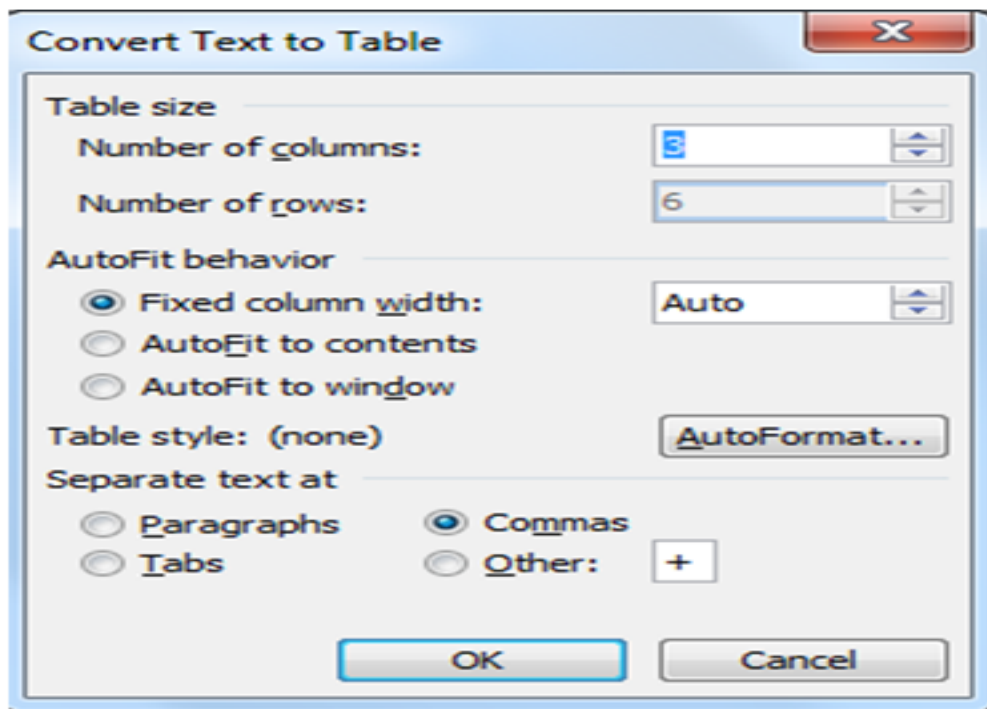 Convert Text to Table
Table size
Number of columns: 3
Number of rows: 6
AutoFit behavior
Fixed column width: Auto
AutoFit to contents
AutoFit to window
Table style: (none) AutoFormat...
Separate text at
Paragraphs Commas
Tabs Other: +
OK Cancel